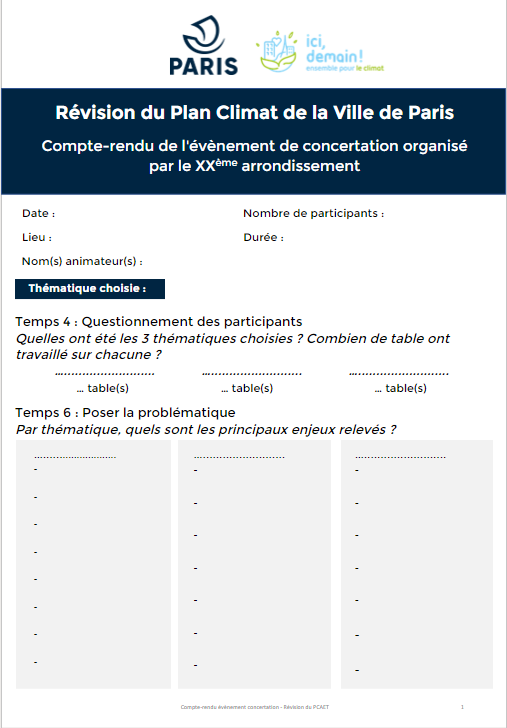 PARIS
ici,
demain !
ensemble pour le climat
Révision du Plan Climat de la Ville de Paris
Compte-rendu de l'évènement de concertation organisé
par le XXème arrondissement
Date :
Nombre de participants :
Lieu :
Durée :
Nom(s) animateur(s) :
Thématique choisie :
Temps 4 : Questionnement des participants
Quelles ont été les 3 thématiques choisies ? Combien de table ont
travaillé sur chacune ?
............................ ............................ ............................
... table(s) ... table(s) ... table(s)
Temps 6 : Poser la problématique
Par thématique, quels sont les principaux enjeux relevés ?
............................ ............................ ............................
- - -
- - -
- - -
- - -
- - -
- - -
- - -
-
Compte-rendu évènement concertation - Révision du PCAET 1